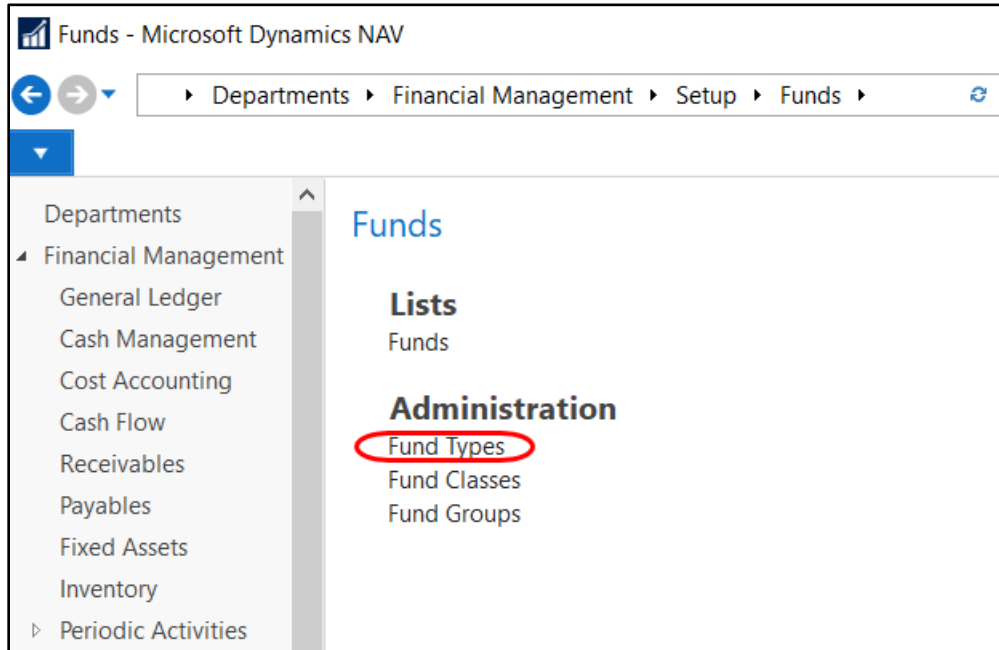 Funds - Microsoft Dynamics NAV
Departments Financial Management Setup Funds
Departments
Financial Management
General Ledger
Cash Management
Cost Accounting
Cash Flow
Receivables
Payables
Fixed Assets
Inventory
Periodic Activities
Funds
Lists
Funds
Administration
Fund Types
Fund Classes
Fund Groups